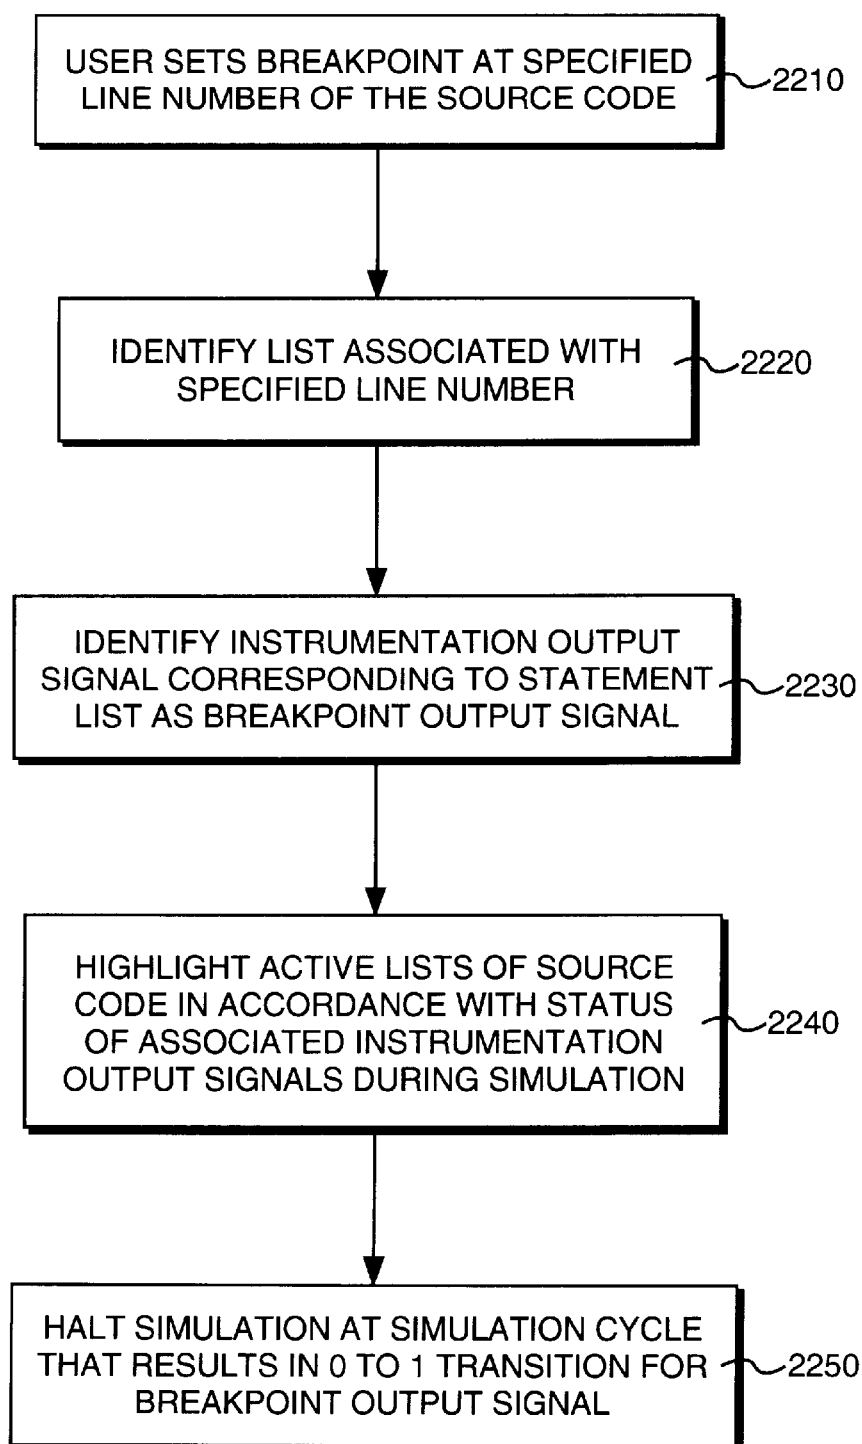 USER SETS BREAKPOINT AT SPECIFIED
LINE NUMBER OF THE SOURCE CODE
2210
IDENTIFY LIST ASSOCIATED WITH
SPECIFIED LINE NUMBER
2220
IDENTIFY INSTRUMENTATION OUTPUT
SIGNAL CORRESPONDING TO STATEMENT
LIST AS BREAKPOINT OUTPUT SIGNAL
2230
HIGHLIGHT ACTIVE LISTS OF SOURCE
CODE IN ACCORDANCE WITH STATUS
OF ASSOCIATED INSTRUMENTATION
OUTPUT SIGNALS DURING SIMULATION
2240
HALT SIMULATION AT SIMULATION CYCLE
THAT RESULTS IN 0 TO 1 TRANSITION FOR
BREAKPOINT OUTPUT SIGNAL
2250